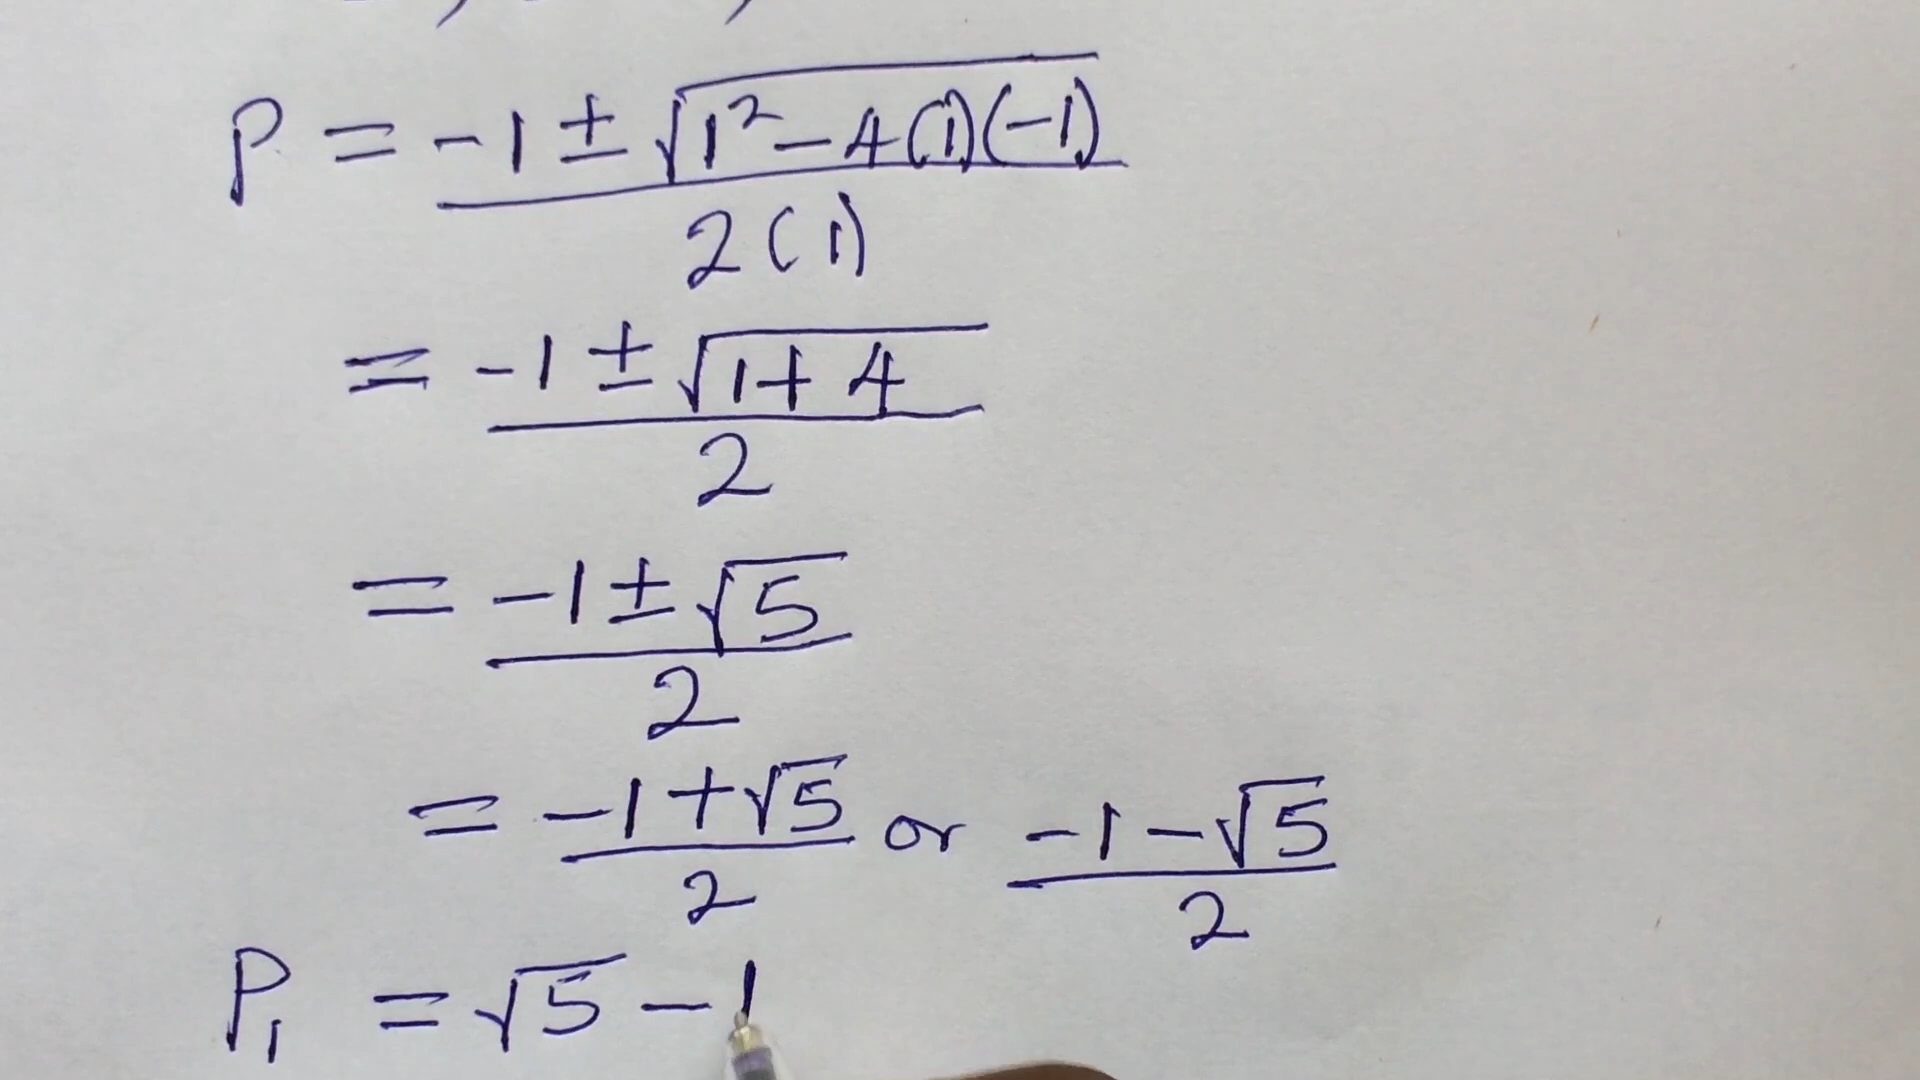 P = -1 ± √(1² - 4(1)(-1)) / 2(1)
= -1 ± √(1 + 4) / 2
= -1 ± √5 / 2
= -1 + √5 / 2 or -1 - √5 / 2
P₁ = √5 - 1